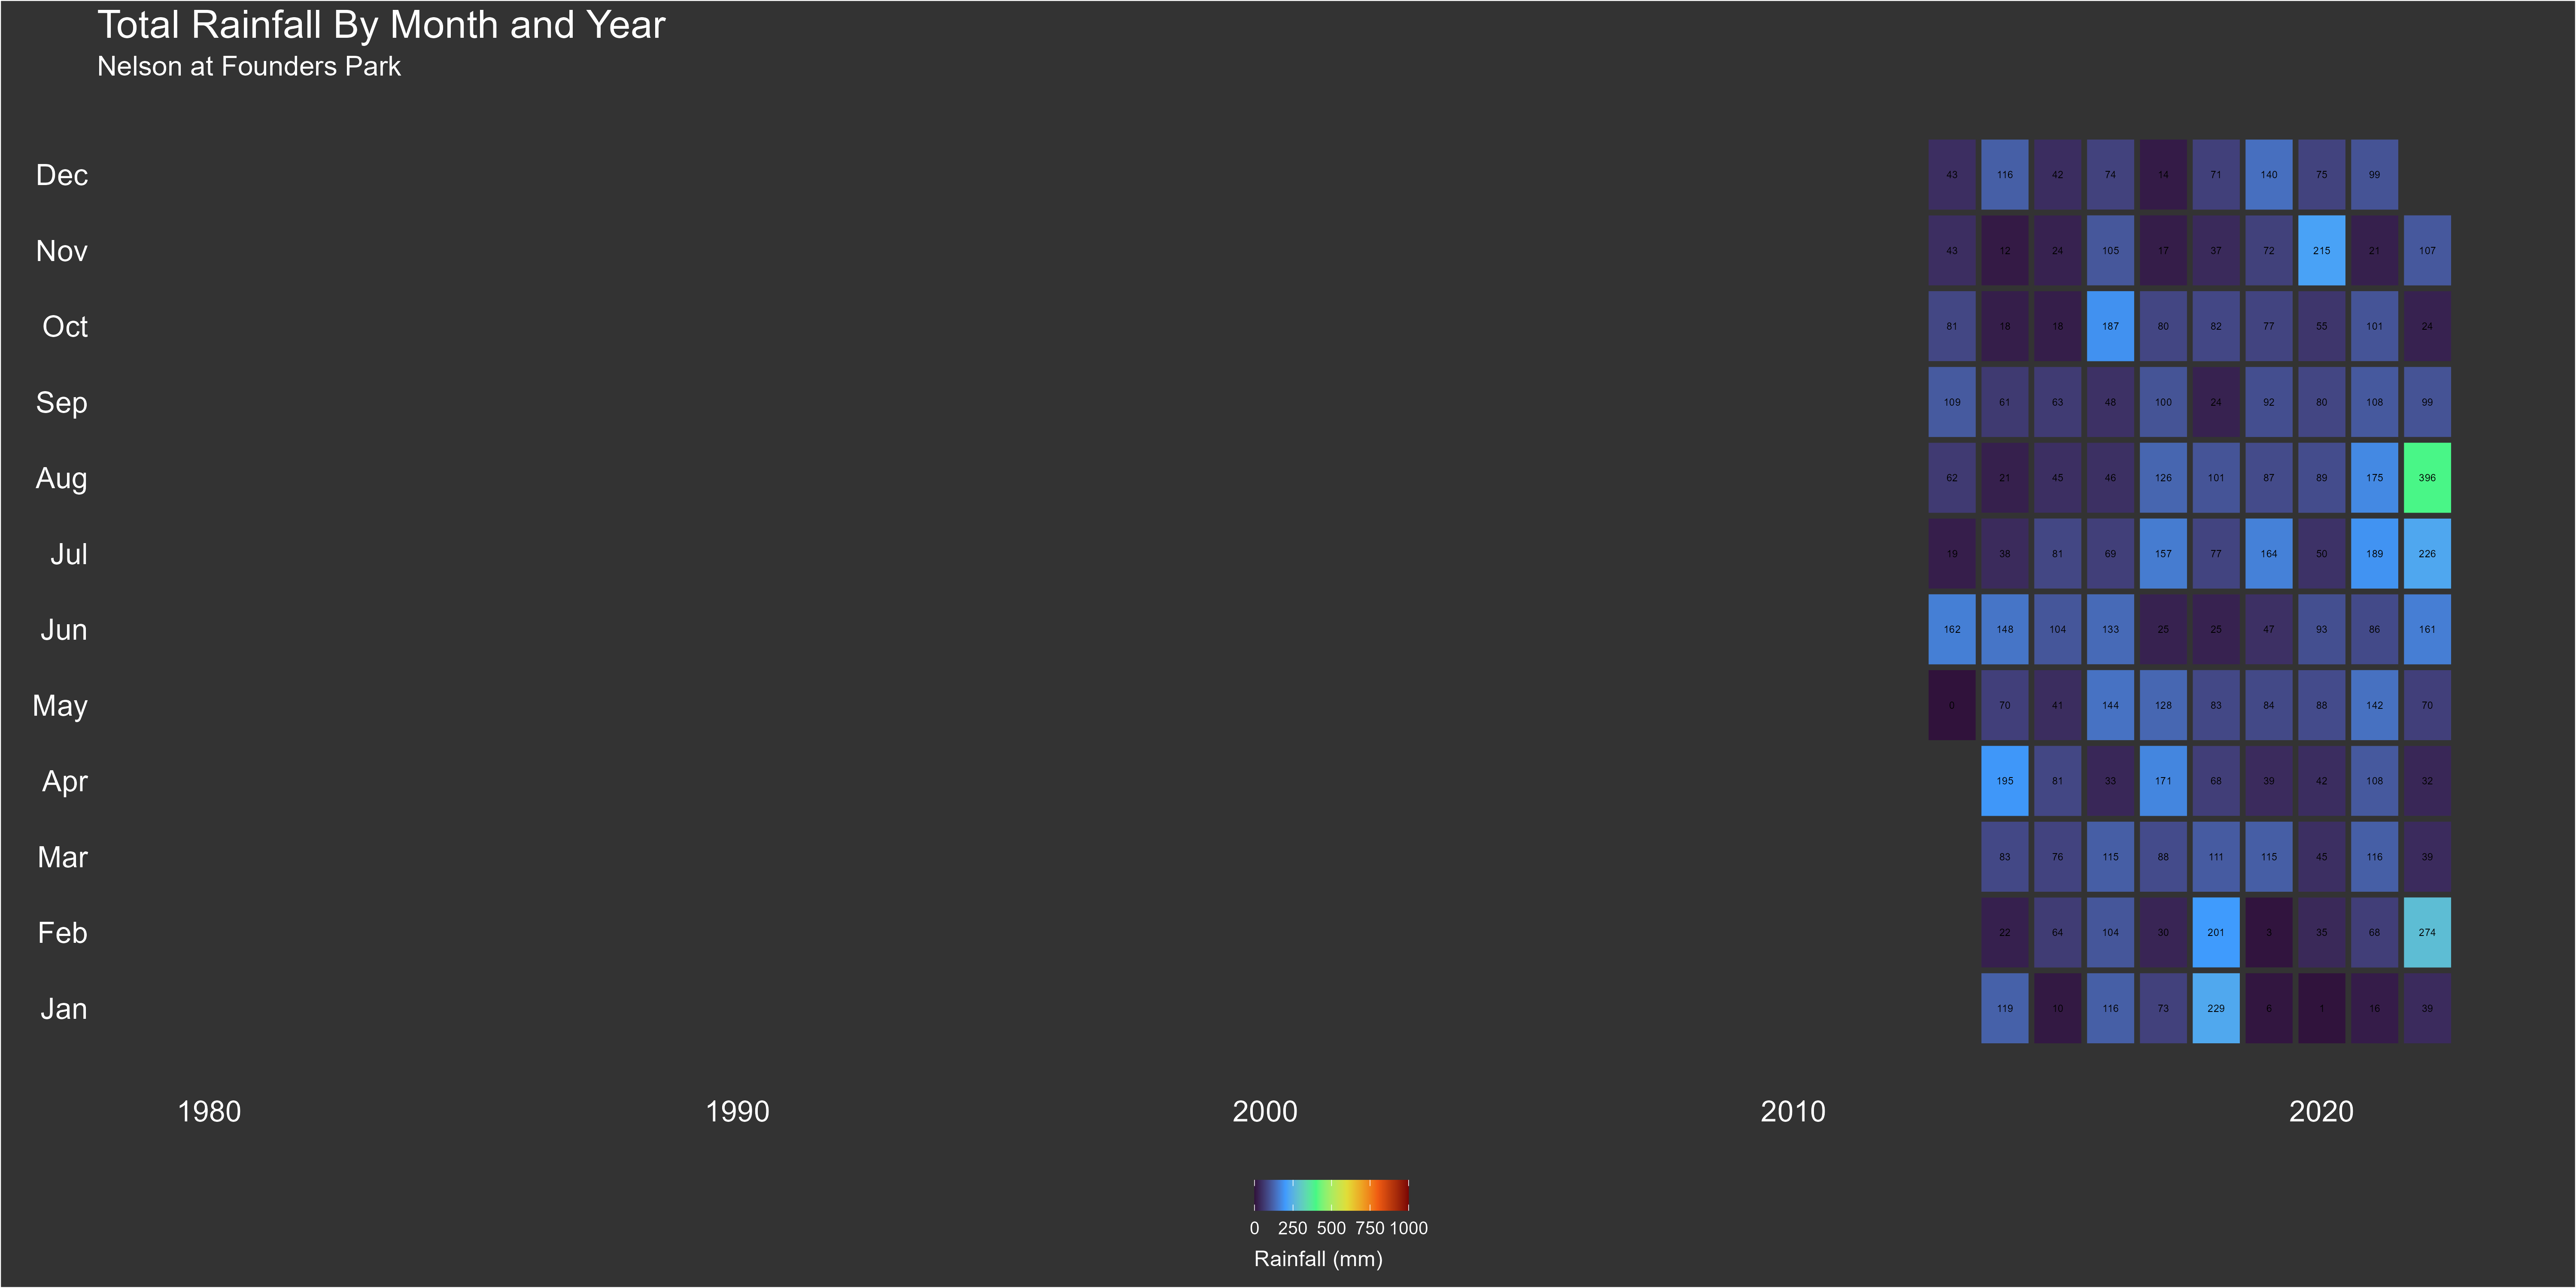 Total Rainfall By Month and Year
Nelson at Founders Park
Dec 43 116 42 74 14 71 140 75 99
Nov 43 12 24 105 17 37 72 215 21 107
Oct 81 18 18 187 80 82 77 55 101 24
Sep 109 61 63 48 100 24 92 80 108 99
Aug 62 21 45 46 126 101 87 89 175 396
Jul 19 38 81 69 157 77 164 50 189 226
Jun 162 148 104 133 25 25 47 93 86 161
May 0 70 41 144 128 83 84 88 142 70
Apr 195 81 33 171 68 39 42 108 32
Mar 83 76 115 88 111 115 45 116 39
Feb 22 64 104 30 201 3 35 68 274
Jan 119 10 116 73 229 6 1 16 39
1980 1990 2000 2010 2020
0 250 500 750 1000
Rainfall (mm)